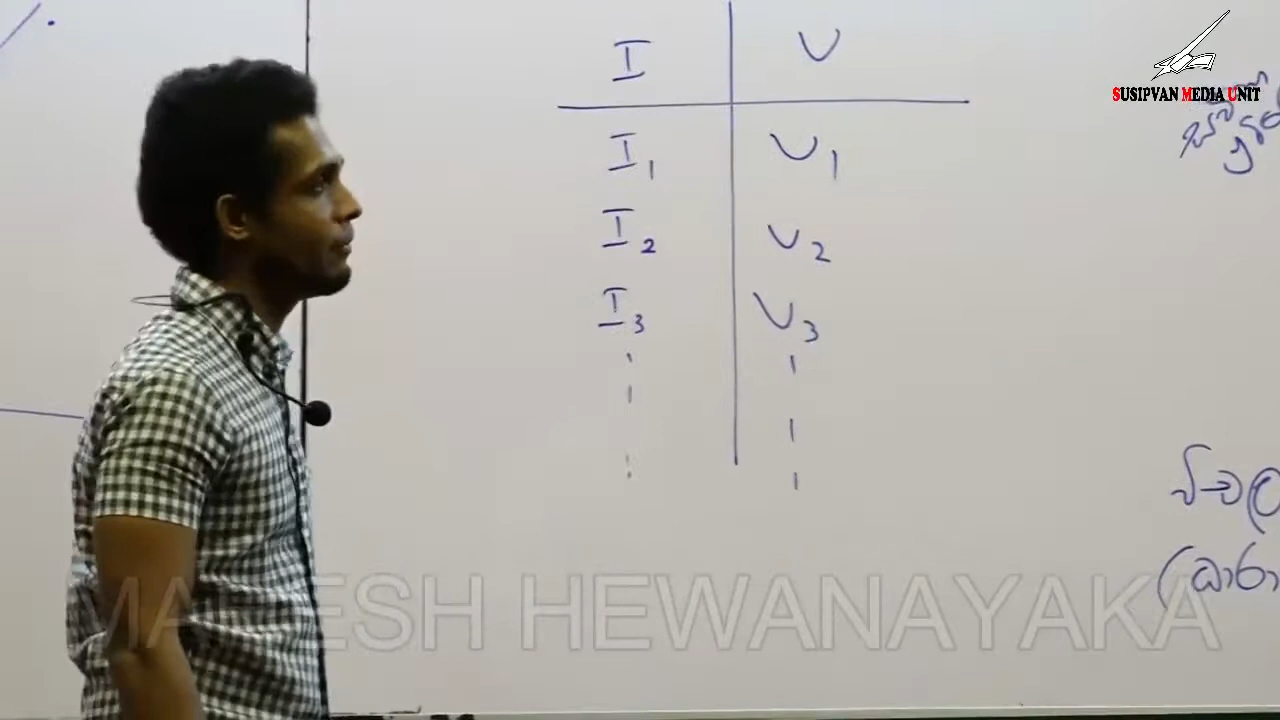 I V
I1 V1
I2 V2
I3 V3
SUSIPVAN MEDIA UNIT
(ධාරා
MAHESH HEWANAYAKA